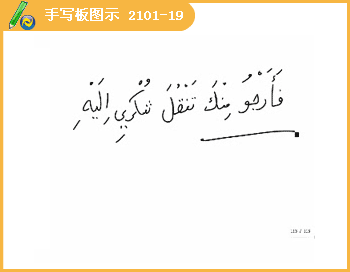 手写板图示 2101-19
فَأَرْجُو مِنْكَ تَنْقُلَ شُكْرِي إِلَيْهِ